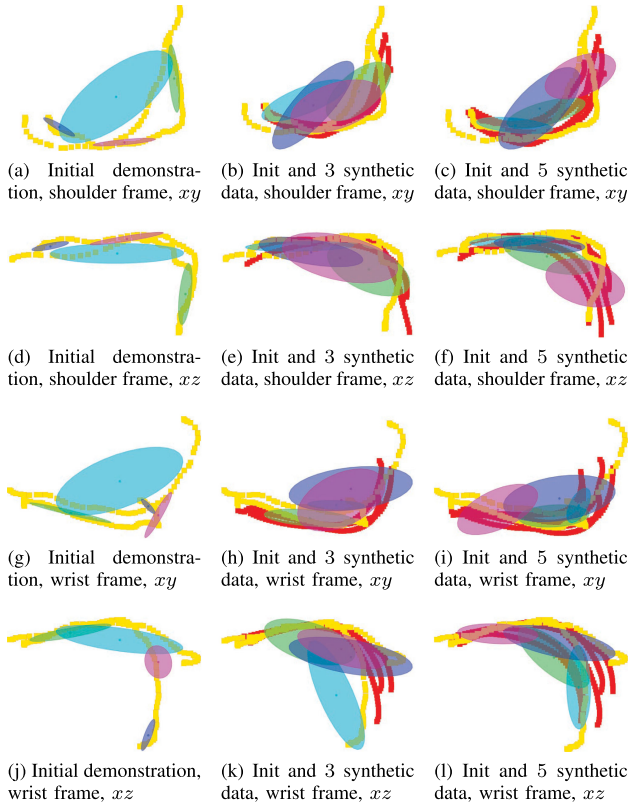 (a) Initial demonstra-
tion, shoulder frame, xy
(b) Init and 3 synthetic
data, shoulder frame, xy
(c) Init and 5 synthetic
data, shoulder frame, xy
(d) Initial demonstra-
tion, shoulder frame, xz
(e) Init and 3 synthetic
data, shoulder frame, xz
(f) Init and 5 synthetic
data, shoulder frame, xz
(g) Initial demonstra-
tion, wrist frame, xy
(h) Init and 3 synthetic
data, wrist frame, xy
(i) Init and 5 synthetic
data, wrist frame, xy
(j) Initial demonstration,
wrist frame, xz
(k) Init and 3 synthetic
data, wrist frame, xz
(l) Init and 5 synthetic
data, wrist frame, xz